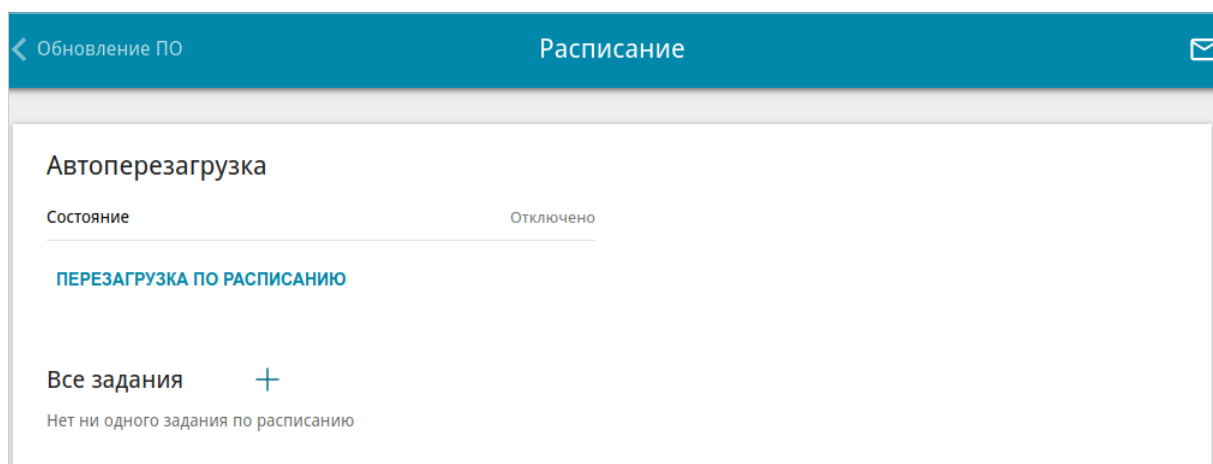 Обновление ПО
Расписание
Автоперезагрузка
Состояние
Отключено
ПЕРЕЗАГРУЗКА ПО РАСПИСАНИЮ
Все задания
Нет ни одного задания по расписанию